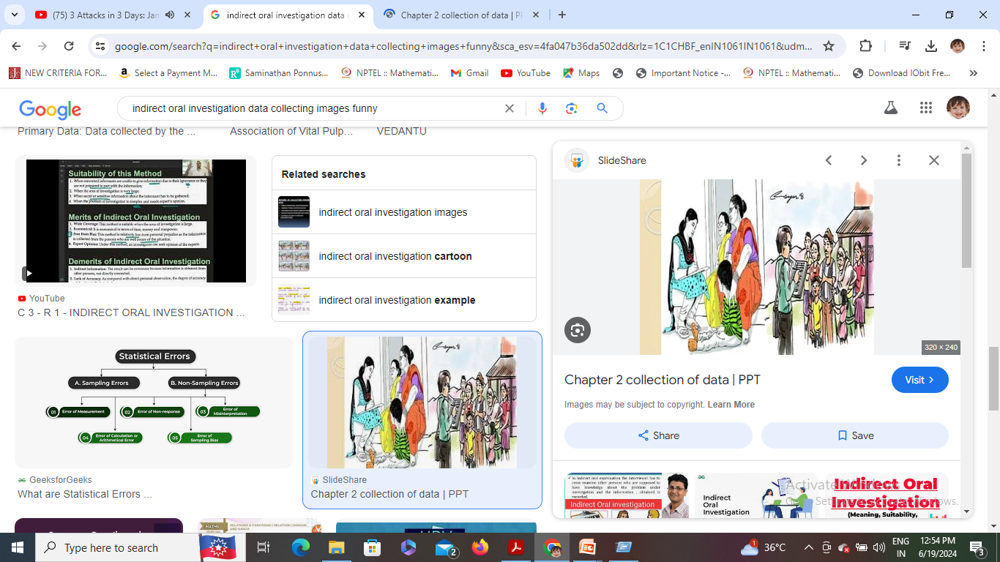 (75) 3 Attacks in 3 Days: Jam
indirect oral investigation data
Chapter 2 collection of data | P
google.com/search?q=indirect+oral+investigation+data+collecting+images+funny&sca_esv=4fa047b36da502dd&rlz=1C1CHBF_enIN1061IN1061&udm...
NEW CRITERIA FOR...
Select a Payment M...
Saminathan Ponnus...
NPTEL :: Mathemati...
Gmail
YouTube
Maps
Important Notice -...
NPTEL :: Mathemati...
Download IObit Fre...
Google
indirect oral investigation data collecting images funny
Primary Data: Data collected by the ...
Association of Vital Pulp...
VEDANTU
Suitability of this Method
1. When concerned informants are unable to give information due to their ignorance or they
are not prepared to part with the information;
2. When the area of investigation is very large;
3. When secret or sensitive information about the informant has to be gathered;
4. When the problem of investigation is complex and needs expert's opinion.
Merits of Indirect Oral Investigation
1. Wide Coverage: This method is suitable when the area of investigation is large.
2. Economical: It is economical in terms of time, money and manpower.
3. Free from Bias: This method is relatively free from personal prejudice as the information
is collected from the persons who are well aware of the situation.
4. Expert Opinion: Under this method, an investigator can seek opinion of the experts.
Demerits of Indirect Oral Investigation
1. Indirect Information: The result can be erroneous because information is obtained from
other persons, not directly connected.
2. Lack of Accuracy: As compared with direct personal observation, the degree of accuracy
YouTube
C 3 - R 1 - INDIRECT ORAL INVESTIGATION ...
Related searches
indirect oral investigation images
indirect oral investigation cartoon
indirect oral investigation example
Statistical Errors
A. Sampling Errors
B. Non-Sampling Errors
01 Error of Measurement
02 Error of Non-response
03 Error of
Misinterpretation
04 Error of Calculation or
Arithmetical Error
05 Error of
Sampling Bias
GeeksforGeeks
What are Statistical Errors ...
SlideShare
Chapter 2 collection of data | PPT
SlideShare
320 × 240
Chapter 2 collection of data | PPT
Visit
Images may be subject to copyright. Learn More
Share
Save
In oral examination the interviewer has to
cross examine other persons who are supposed to
have knowledge about the problem under
investigation and the information , obtained is
recorded.
Indirect Oral investigation
Indirect
Oral
Investigation
Indirect Oral
Investigation
(Meaning, Suitability,
Activate Windows
Go to Settings to activate Windows.
MATHS
RELATIONS & FUNCTIONS | RELATION | DOMAIN,
AND RANGE
Type here to search
2
36°C
ENG
IN
12:54 PM
6/19/2024
3